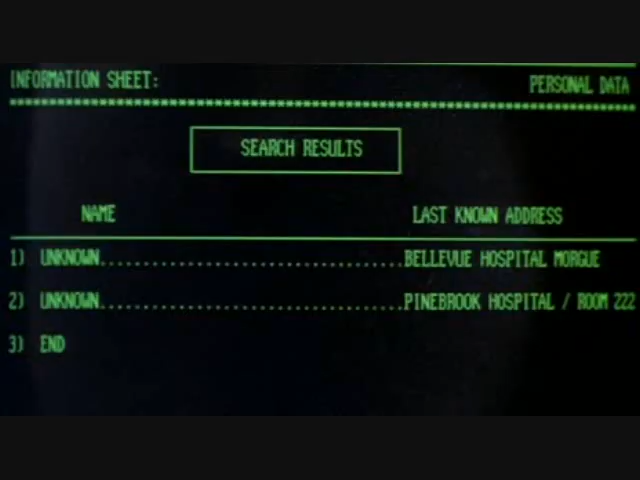 INFORMATION SHEET: PERSONAL DATA
****************************************************************************
SEARCH RESULTS
NAME LAST KNOWN ADDRESS
1) UNKNOWN.....................................BELLEVUE HOSPITAL MORGUE
2) UNKNOWN.....................................PINEBROOK HOSPITAL / ROOM 222
3) END